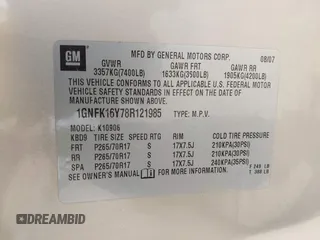 GM
MFD BY GENERAL MOTORS CORP. 08/07
GVWR GAWR FRT GAWR RR
3357KG(7400LB) 1633KG(3600LB) 1905KG(4200LB)
THIS VEHICLE CONFORMS TO ALL APPLICABLE U.S. FEDERAL
MOTOR VEHICLE SAFETY STANDARDS IN EFFECT ON THE DATE OF
MANUFACTURE SHOWN ABOVE.
1GNFK16Y78R121985 TYPE: M.P.V.
MODEL: K10906
KBD9 TIRE SIZE SPEED RTG RIM COLD TIRE PRESSURE
FRT P265/70R17 S 17X7.5J 210KPA(30PSI)
RR P265/70R17 S 17X7.5J 210KPA(30PSI)
SPA P265/70R17 S 17X7.5J 240KPA(35PSI)
SEE OWNER'S MANUAL FOR ADDITIONAL INFORMATION.
DREAMBID